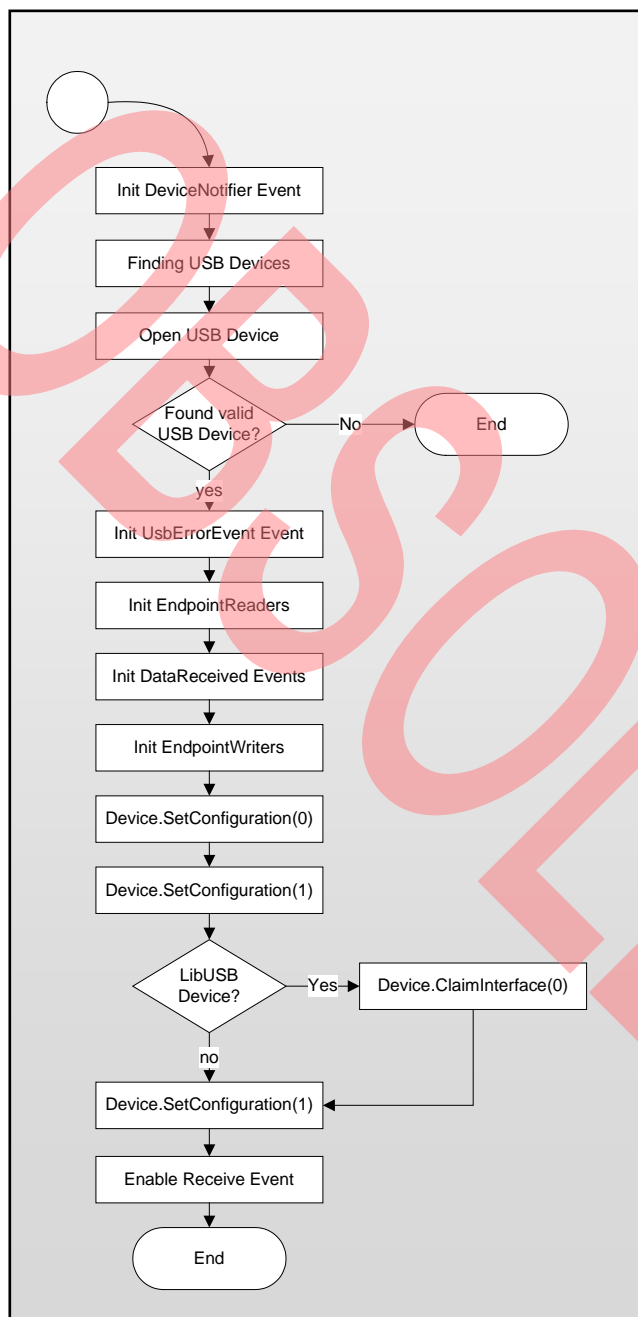 Init DeviceNotifier Event
Finding USB Devices
Open USB Device
Found valid
USB Device?
No
End
yes
Init UsbErrorEvent Event
Init EndpointReaders
Init DataReceived Events
Init EndpointWriters
Device.SetConfiguration(0)
Device.SetConfiguration(1)
LibUSB
Device?
Yes
Device.ClaimInterface(0)
no
Device.SetConfiguration(1)
Enable Receive Event
End
OBSOL